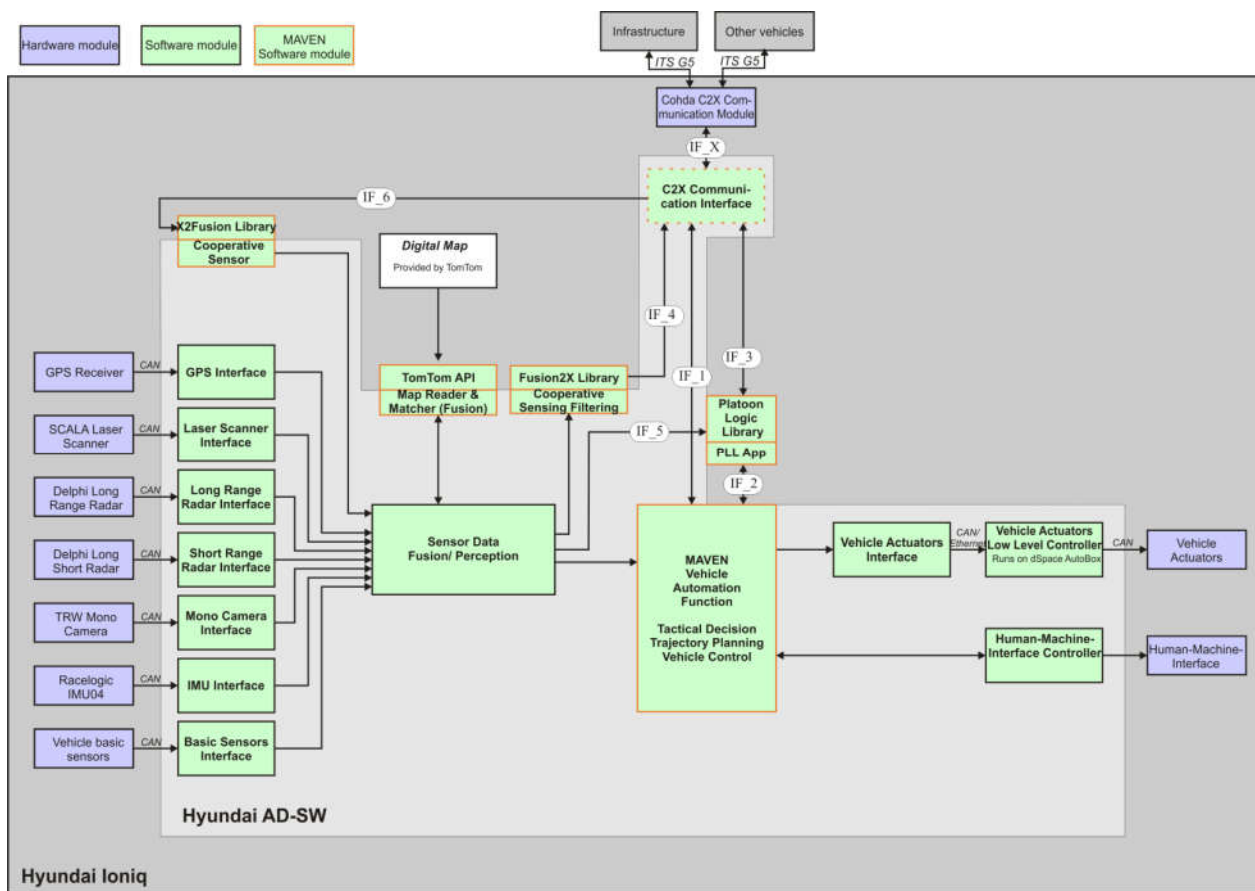 Hardware module
Software module
MAVEN
Software module
Infrastructure
Other vehicles
ITS G5
ITS G5
Cohda C2X Com-
munication Module
IF_X
C2X Communi-
cation Interface
IF_6
X2Fusion Library
Cooperative
Sensor
Digital Map
Provided by TomTom
IF_4
IF_3
IF_1
GPS Receiver
CAN
GPS Interface
TomTom API
Map Reader &
Matcher (Fusion)
Fusion2X Library
Cooperative
Sensing Filtering
Platoon
Logic
Library
PLL App
IF_5
IF_2
SCALA Laser
Scanner
CAN
Laser Scanner
Interface
Delphi Long
Range Radar
CAN
Long Range
Radar Interface
Delphi Long
Short Radar
CAN
Short Range
Radar Interface
Sensor Data
Fusion/ Perception
MAVEN
Vehicle
Automation
Function
Tactical Decision
Trajectory Planning
Vehicle Control
Vehicle Actuators
Interface
CAN/
Ethernet
Vehicle Actuators
Low Level Controller
Runs on dSpace AutoBox
CAN
Vehicle
Actuators
TRW Mono
Camera
CAN
Mono Camera
Interface
Human-Machine-
Interface Controller
Human-Machine-
Interface
Racelogic
IMU04
CAN
IMU Interface
Vehicle basic
sensors
CAN
Basic Sensors
Interface
Hyundai AD-SW
Hyundai Ioniq